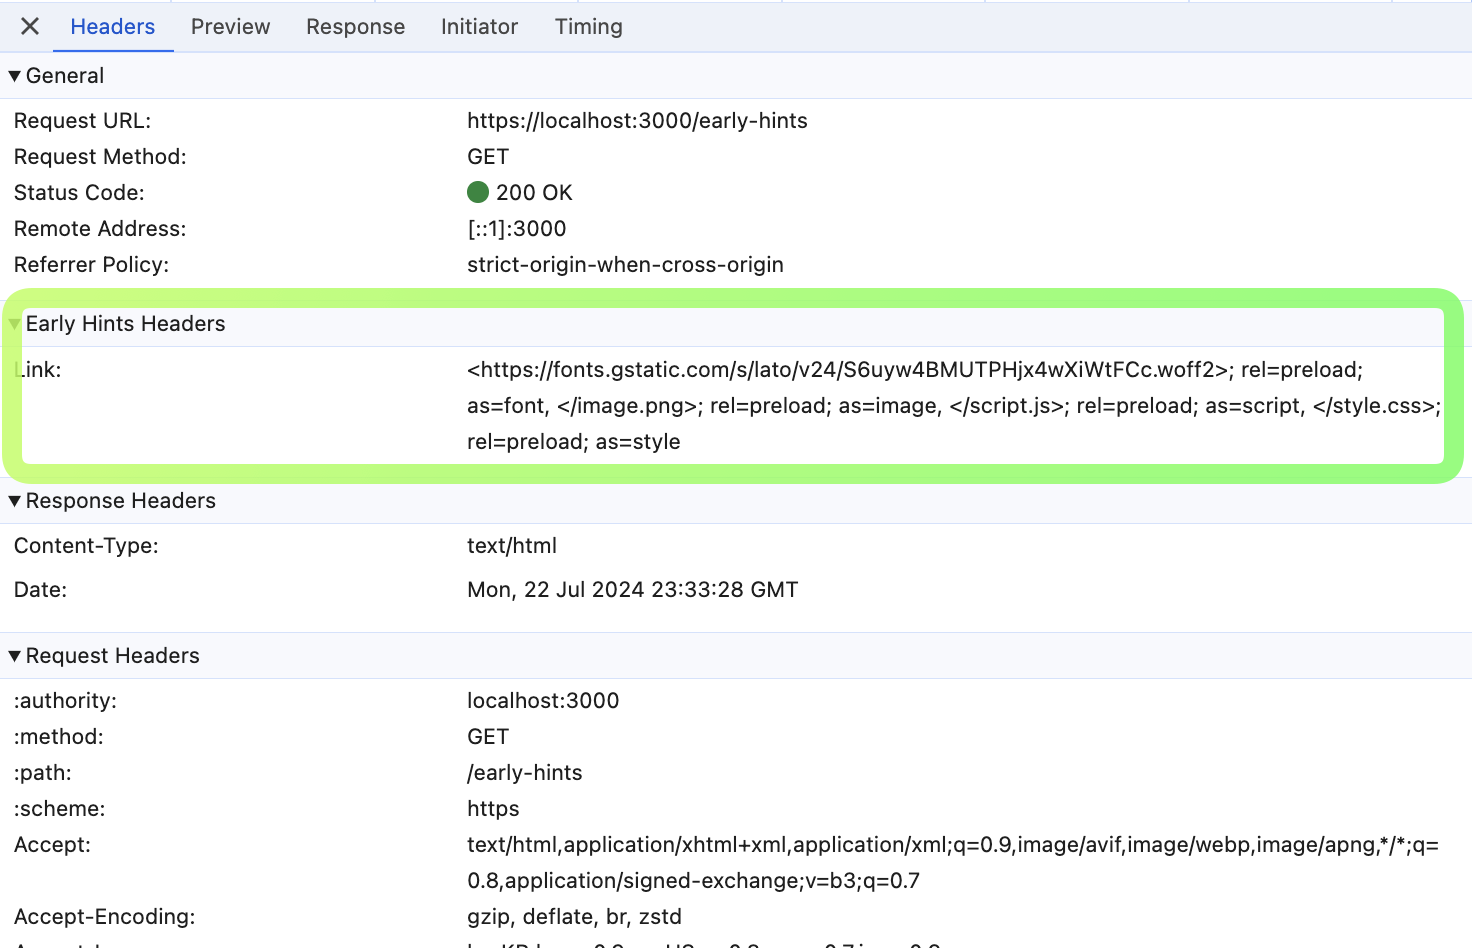 Headers Preview Response Initiator Timing
General
Request URL: https://localhost:3000/early-hints
Request Method: GET
Status Code: 200 OK
Remote Address: [::1]:3000
Referrer Policy: strict-origin-when-cross-origin
Early Hints Headers
Link: <https://fonts.gstatic.com/s/lato/v24/S6uyw4BMUTPHjx4wXiWtFCc.woff2>; rel=preload;
as=font, </image.png>; rel=preload; as=image, </script.js>; rel=preload; as=script, </style.css>;
rel=preload; as=style
Response Headers
Content-Type: text/html
Date: Mon, 22 Jul 2024 23:33:28 GMT
Request Headers
:authority: localhost:3000
:method: GET
:path: /early-hints
:scheme: https
Accept: text/html,application/xhtml+xml,application/xml;q=0.9,image/avif,image/webp,image/apng,*/*;q=
0.8,application/signed-exchange;v=b3;q=0.7
Accept-Encoding: gzip, deflate, br, zstd